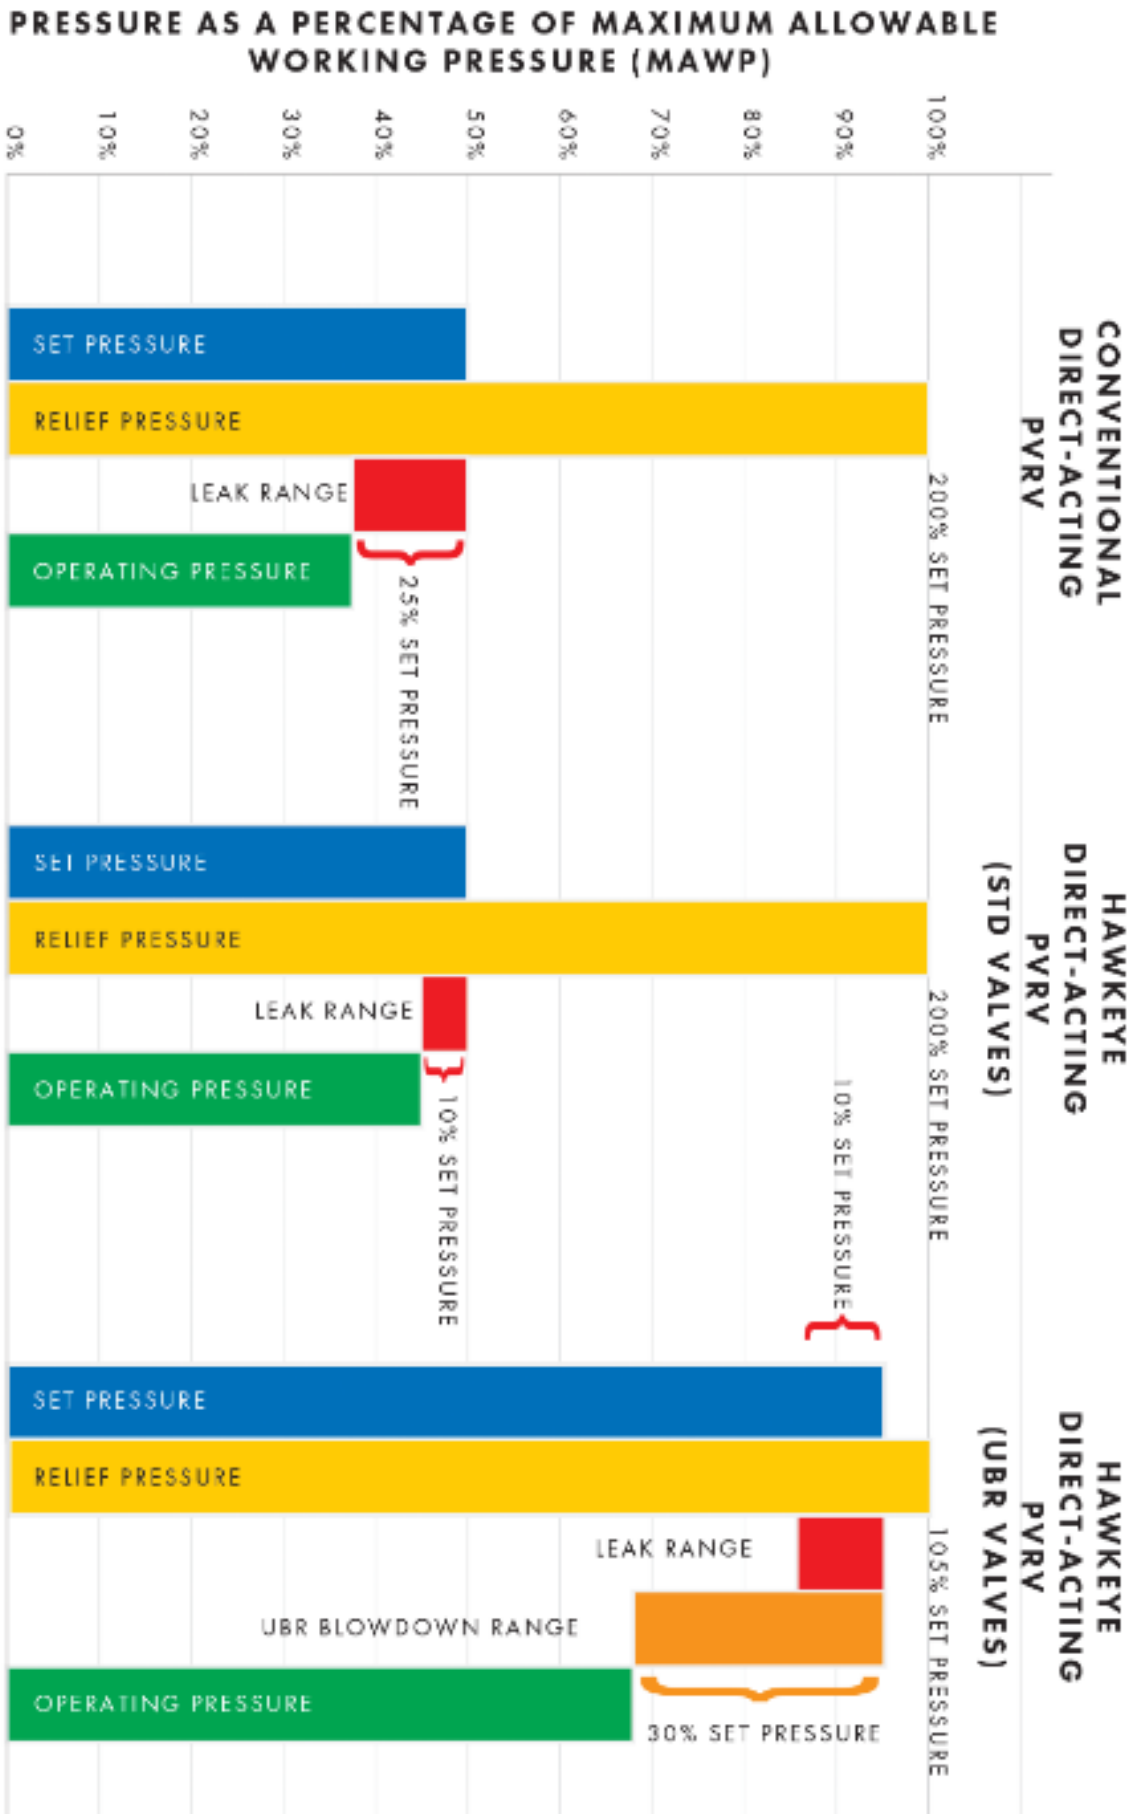 PRESSURE AS A PERCENTAGE OF MAXIMUM ALLOWABLE
WORKING PRESSURE (MAWP)
0%
10%
20%
30%
40%
50%
60%
70%
80%
90%
100%
CONVENTIONAL
DIRECT-ACTING
PVRV
SET PRESSURE
RELIEF PRESSURE
200% SET PRESSURE
LEAK RANGE
25% SET PRESSURE
OPERATING PRESSURE
HAWKEYE
DIRECT-ACTING
PVRV
(STD VALVES)
SET PRESSURE
RELIEF PRESSURE
200% SET PRESSURE
LEAK RANGE
10% SET PRESSURE
OPERATING PRESSURE
HAWKEYE
DIRECT-ACTING
PVRV
(UBR VALVES)
10% SET PRESSURE
SET PRESSURE
RELIEF PRESSURE
105% SET PRESSURE
LEAK RANGE
UBR BLOWDOWN RANGE
30% SET PRESSURE
OPERATING PRESSURE